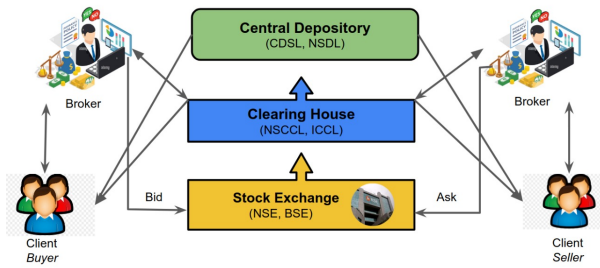 Central Depository
(CDSL, NSDL)
Broker
Broker
Clearing House
(NSCCL, ICCL)
Bid
Stock Exchange
(NSE, BSE)
Ask
Client
Buyer
Client
Seller